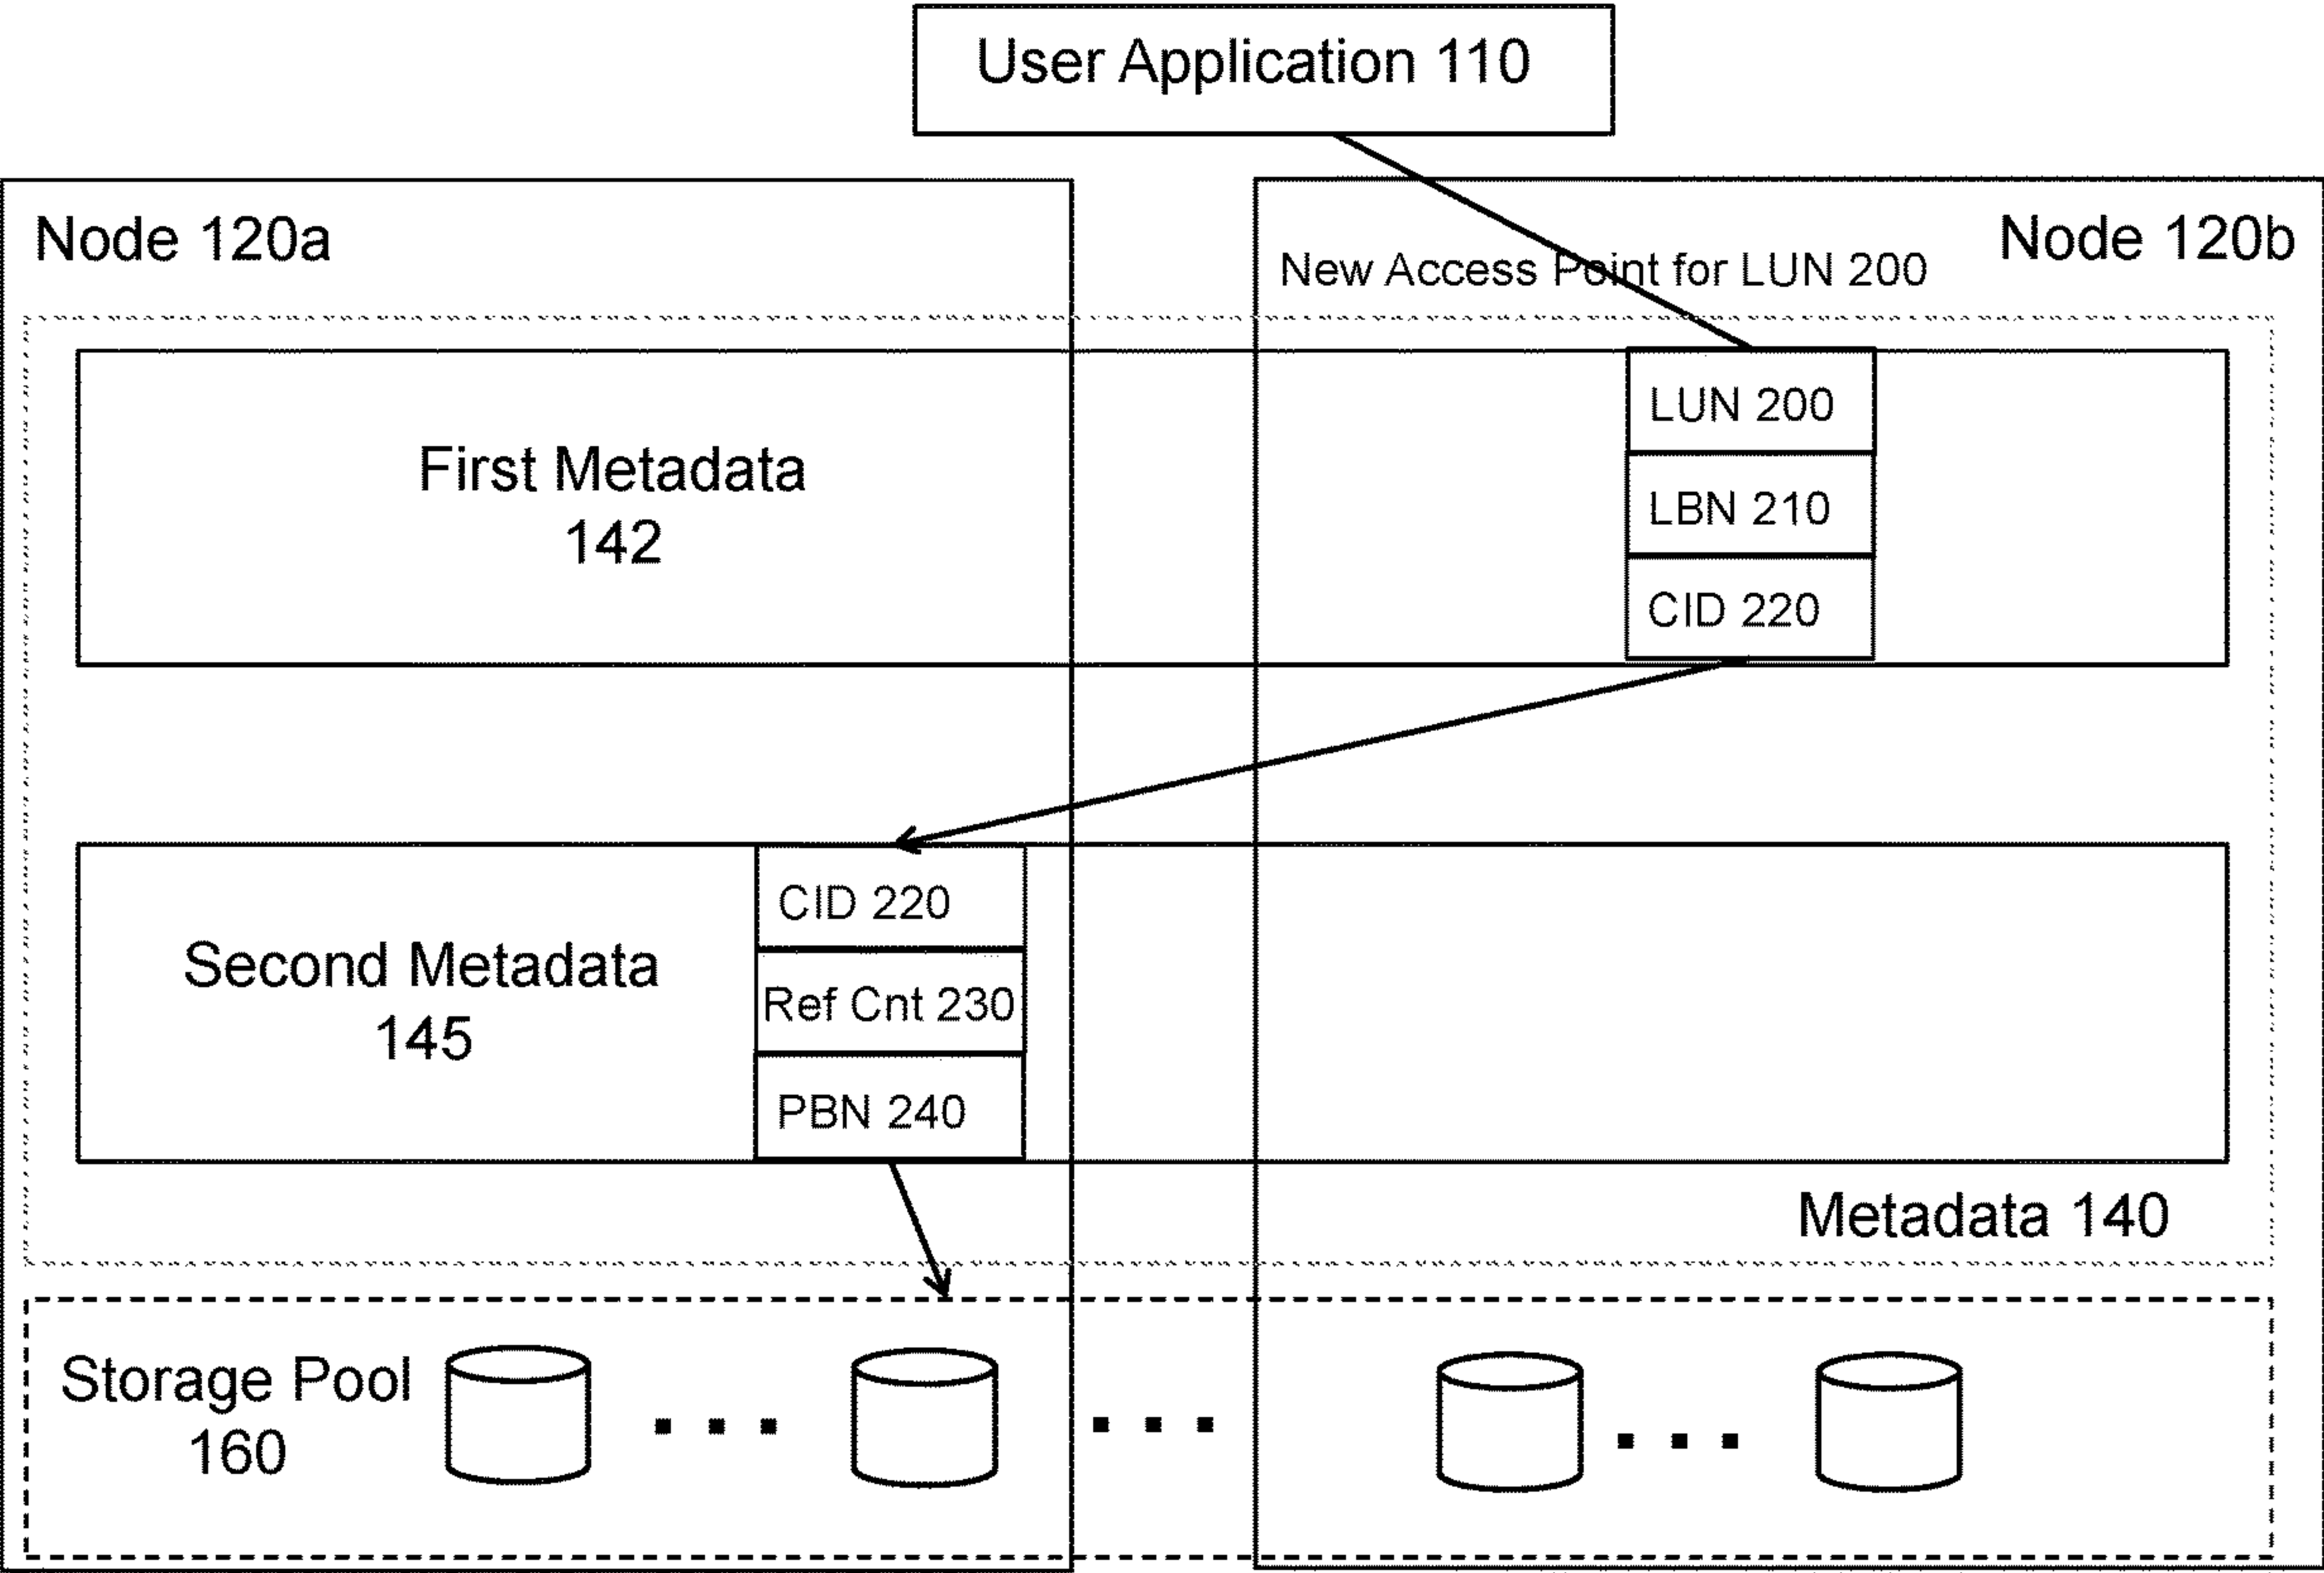 User Application 110
Node 120a
Node 120b
New Access Point for LUN 200
First Metadata
142
LUN 200
LBN 210
CID 220
Second Metadata
145
CID 220
Ref Cnt 230
PBN 240
Metadata 140
Storage Pool
160